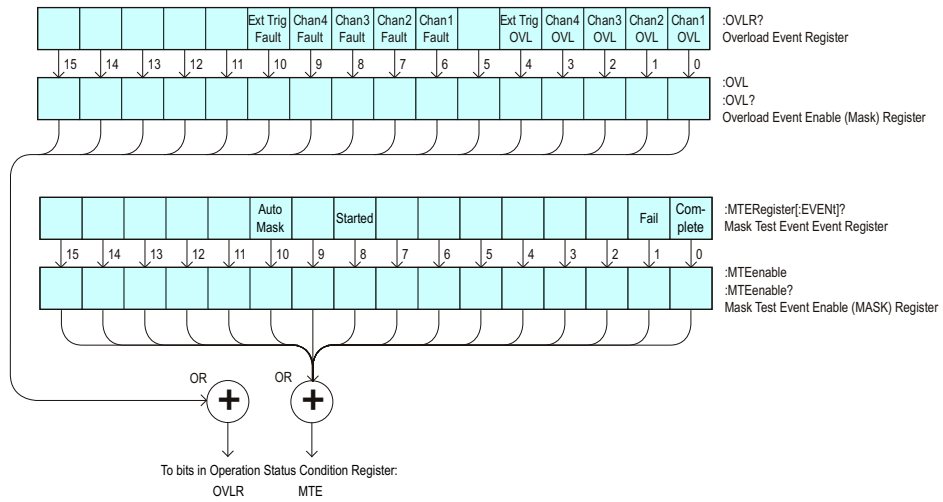 Ext Trig Fault
Chan4 Fault
Chan3 Fault
Chan2 Fault
Chan1 Fault
Ext Trig OVL
Chan4 OVL
Chan3 OVL
Chan2 OVL
Chan1 OVL
:OVLR?
Overload Event Register
15 14 13 12 11 10 9 8 7 6 5 4 3 2 1 0
:OVL
:OVL?
Overload Event Enable (Mask) Register
Auto Mask
Started
Fail
Com-
plete
:MTERegister[:EVENt]?
Mask Test Event Event Register
15 14 13 12 11 10 9 8 7 6 5 4 3 2 1 0
:MTEenable
:MTEenable?
Mask Test Event Enable (MASK) Register
OR OR
+ +
To bits in Operation Status Condition Register:
OVLR MTE